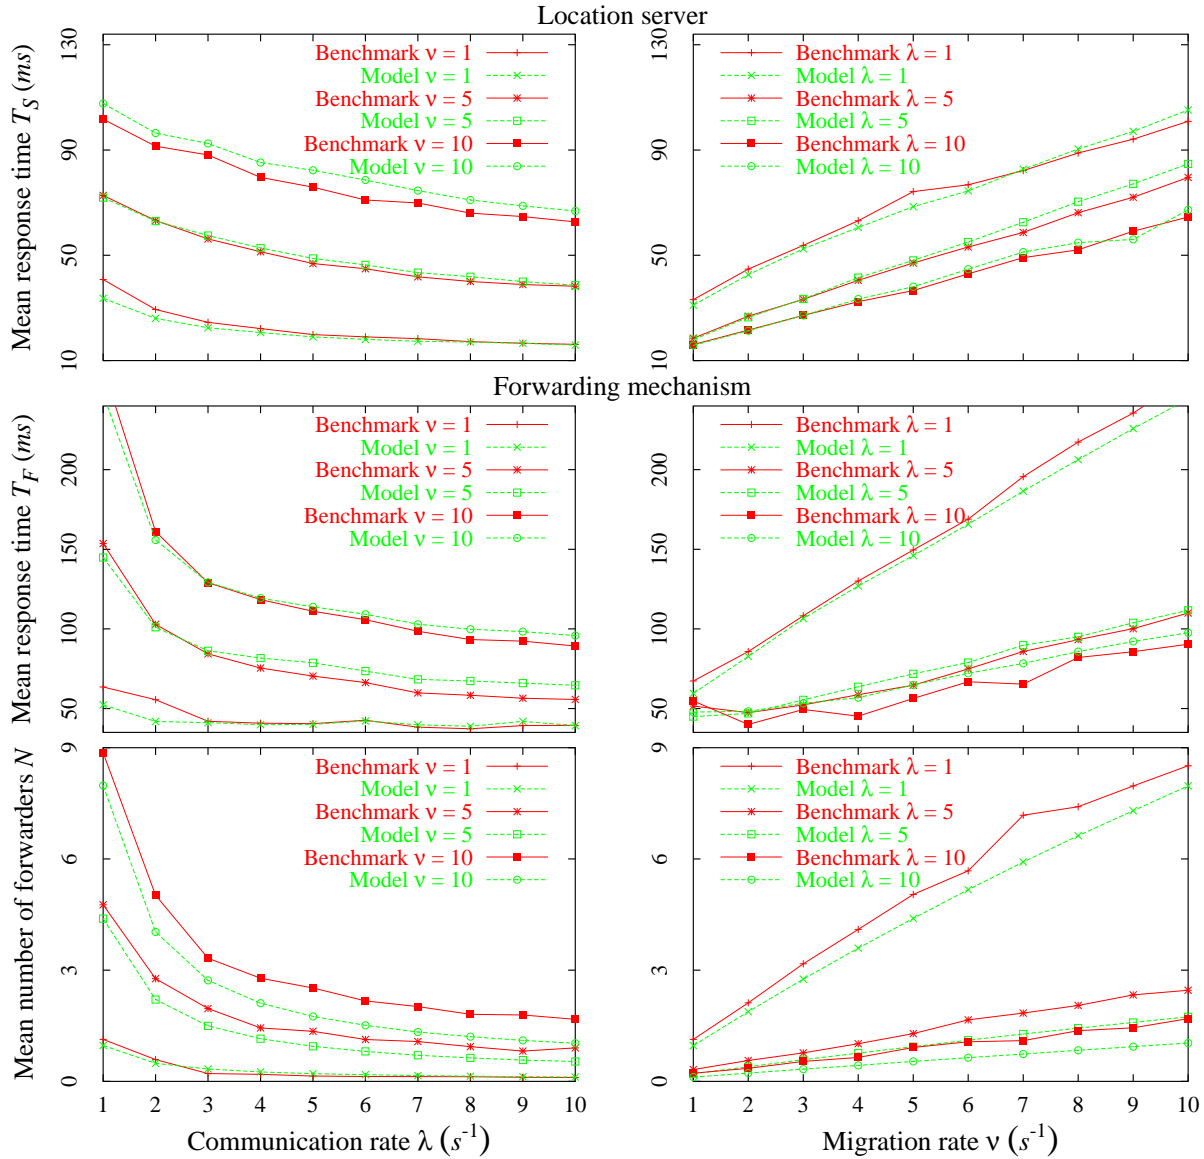 Location server
Mean response time T_S (ms)
130
90
50
10
Benchmark ν = 1
Model ν = 1
Benchmark ν = 5
Model ν = 5
Benchmark ν = 10
Model ν = 10
130
90
50
10
Benchmark λ = 1
Model λ = 1
Benchmark λ = 5
Model λ = 5
Benchmark λ = 10
Model λ = 10
Forwarding mechanism
Mean response time T_F (ms)
200
150
100
50
Benchmark ν = 1
Model ν = 1
Benchmark ν = 5
Model ν = 5
Benchmark ν = 10
Model ν = 10
200
150
100
50
Benchmark λ = 1
Model λ = 1
Benchmark λ = 5
Model λ = 5
Benchmark λ = 10
Model λ = 10
Mean number of forwarders N
9
6
3
0
Benchmark ν = 1
Model ν = 1
Benchmark ν = 5
Model ν = 5
Benchmark ν = 10
Model ν = 10
1 2 3 4 5 6 7 8 9 10
Communication rate λ (s⁻¹)
9
6
3
0
Benchmark λ = 1
Model λ = 1
Benchmark λ = 5
Model λ = 5
Benchmark λ = 10
Model λ = 10
1 2 3 4 5 6 7 8 9 10
Migration rate ν (s⁻¹)